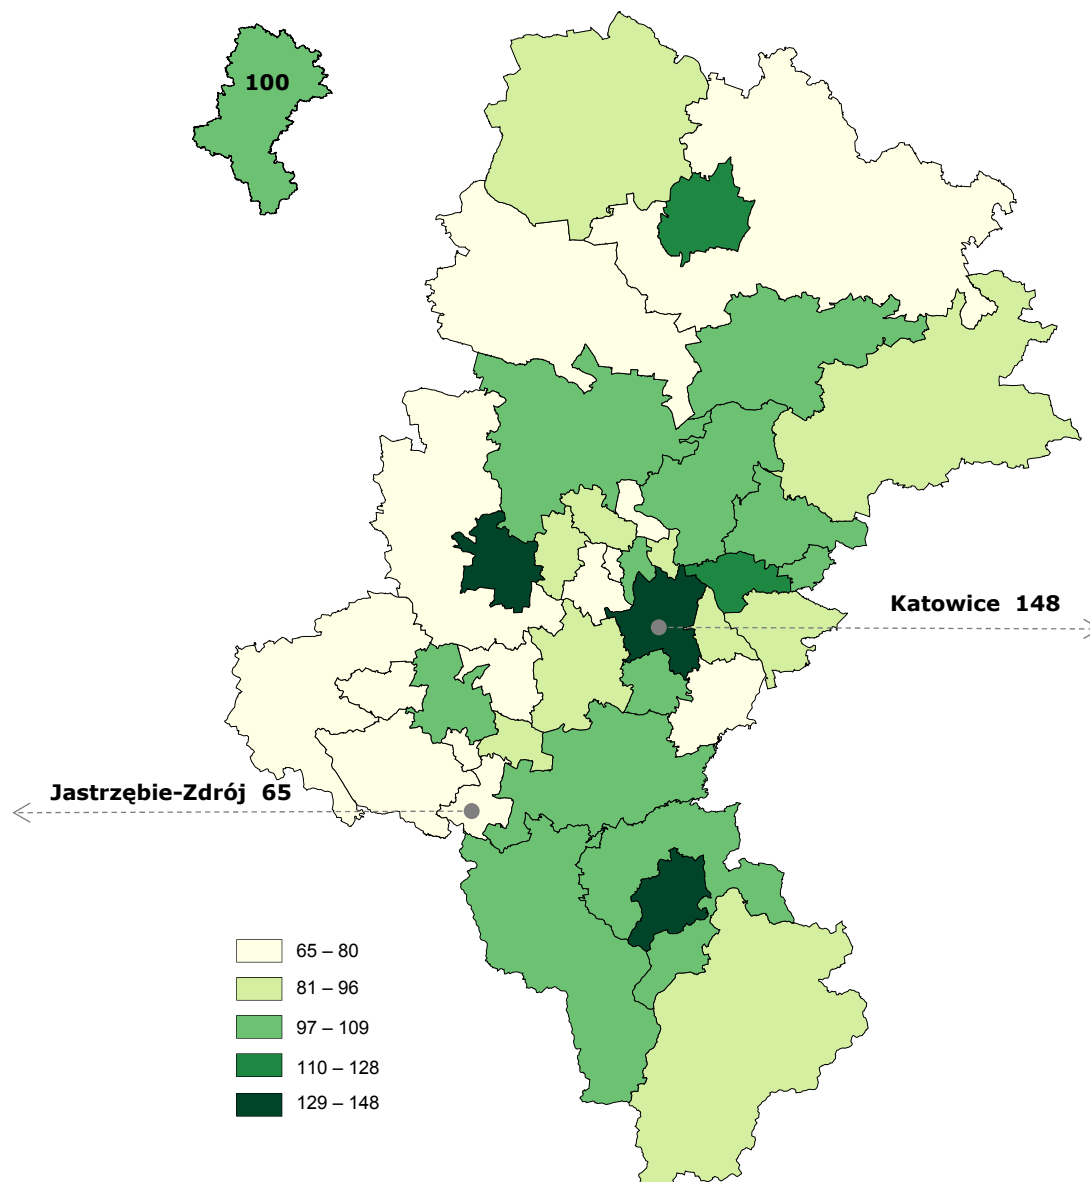 100
Katowice 148
Jastrzębie-Zdrój 65
65 – 80
81 – 96
97 – 109
110 – 128
129 – 148